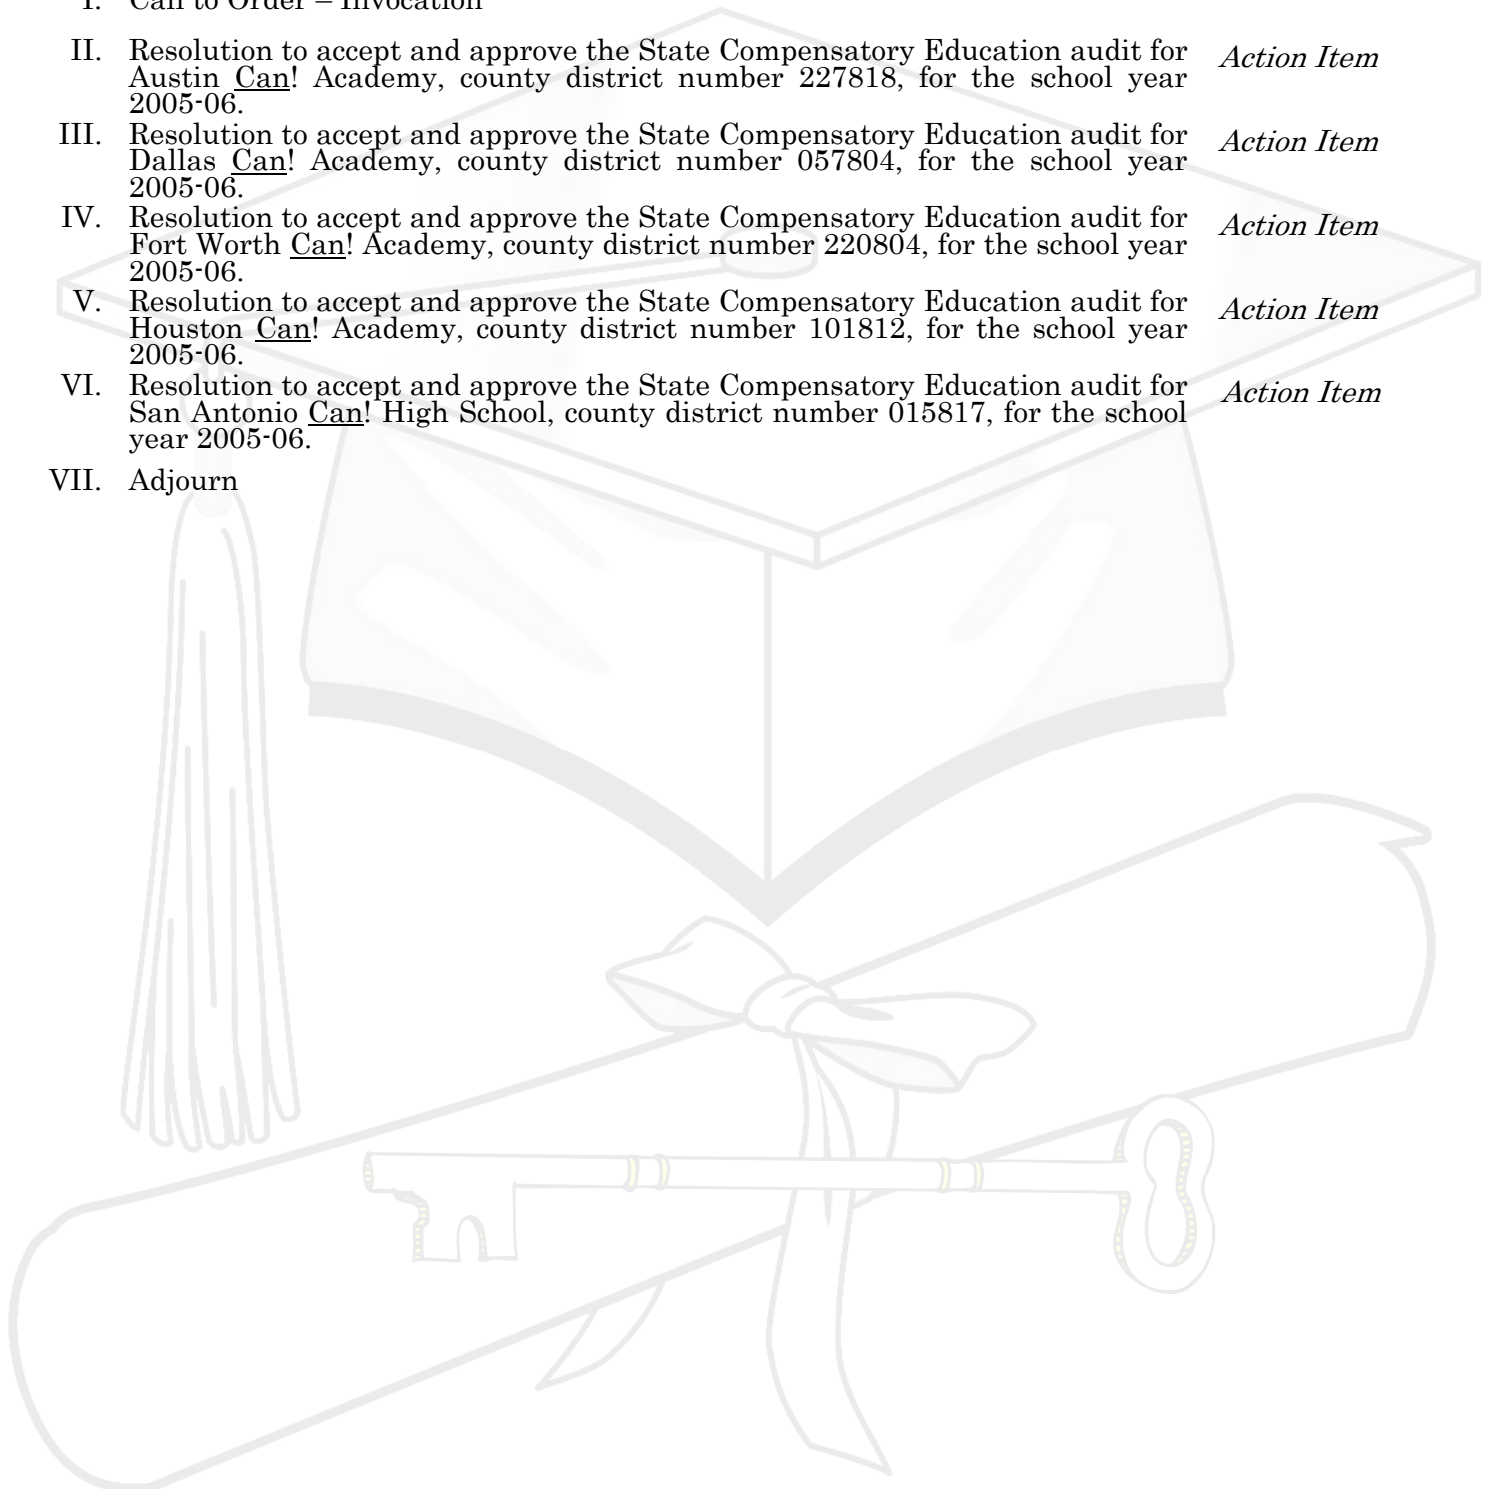 I. Call to Order – Invocation
II. Resolution to accept and approve the State Compensatory Education audit for Action Item
Austin Can! Academy, county district number 227818, for the school year
2005-06.
III. Resolution to accept and approve the State Compensatory Education audit for Action Item
Dallas Can! Academy, county district number 057804, for the school year
2005-06.
IV. Resolution to accept and approve the State Compensatory Education audit for Action Item
Fort Worth Can! Academy, county district number 220804, for the school year
2005-06.
V. Resolution to accept and approve the State Compensatory Education audit for Action Item
Houston Can! Academy, county district number 101812, for the school year
2005-06.
VI. Resolution to accept and approve the State Compensatory Education audit for Action Item
San Antonio Can! High School, county district number 015817, for the school
year 2005-06.
VII. Adjourn